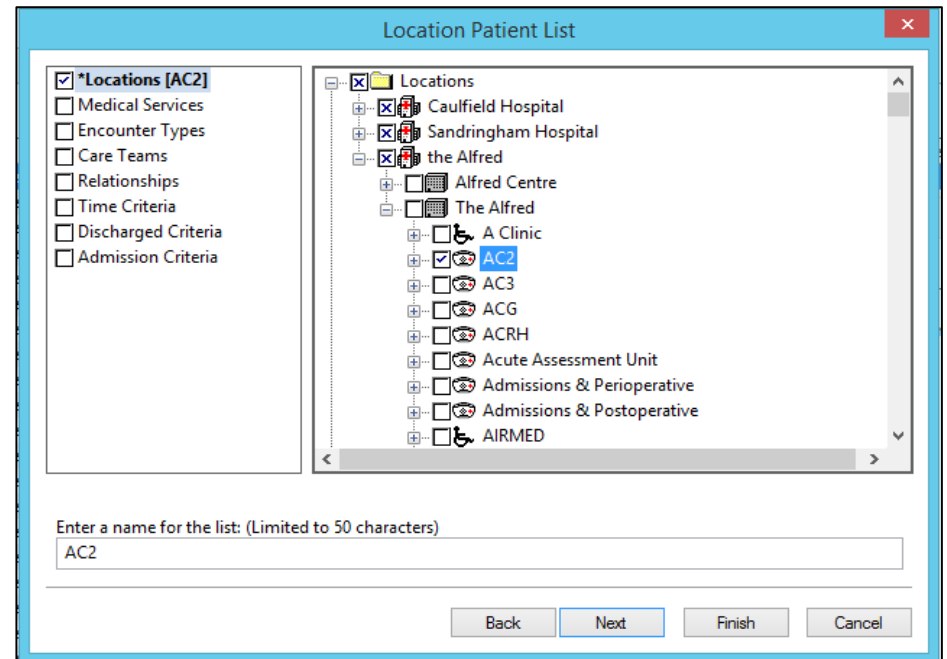 Location Patient List
*Locations [AC2]
Medical Services
Encounter Types
Care Teams
Relationships
Time Criteria
Discharged Criteria
Admission Criteria
Locations
Caulfield Hospital
Sandringham Hospital
the Alfred
Alfred Centre
The Alfred
A Clinic
AC2
AC3
ACG
ACRH
Acute Assessment Unit
Admissions & Perioperative
Admissions & Postoperative
AIRMED
Enter a name for the list: (Limited to 50 characters)
AC2
Back Next Finish Cancel